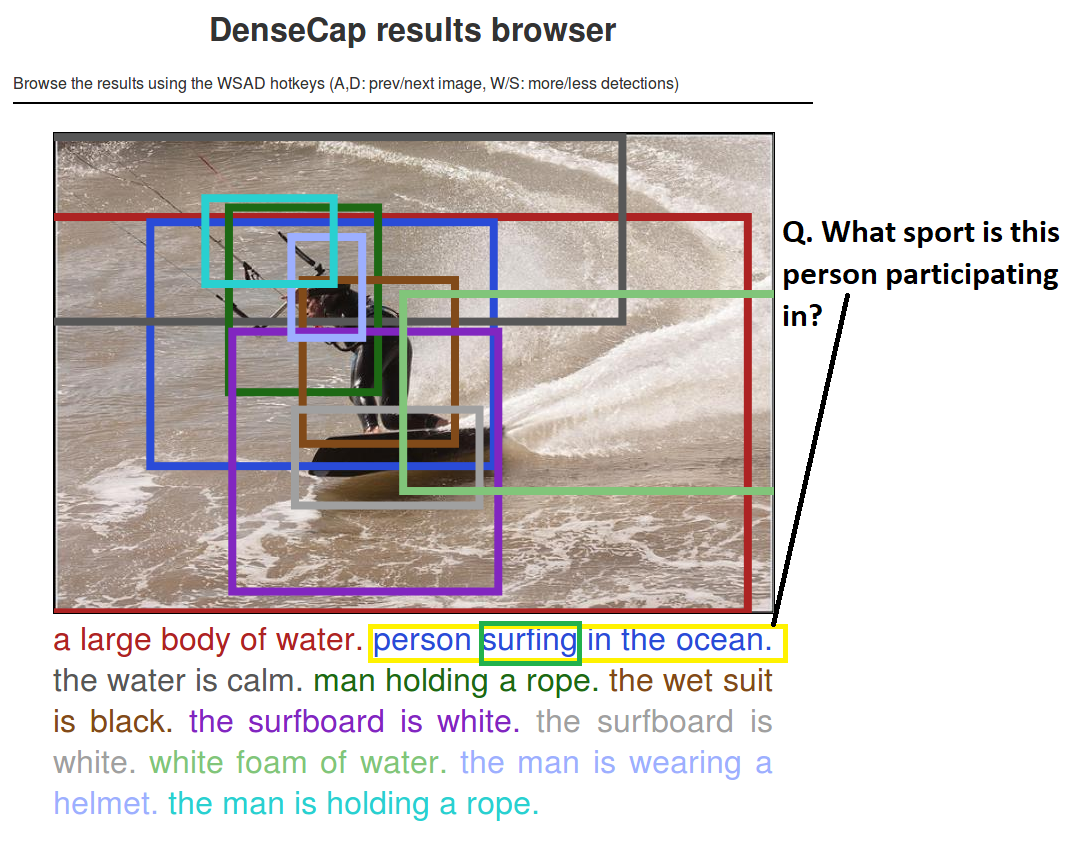 DenseCap results browser
Browse the results using the WSAD hotkeys (A,D: prev/next image, W/S: more/less detections)
Q. What sport is this
person participating
in?
a large body of water. person surfing in the ocean.
the water is calm. man holding a rope. the wet suit
is black. the surfboard is white. the surfboard is
white. white foam of water. the man is wearing a
helmet. the man is holding a rope.